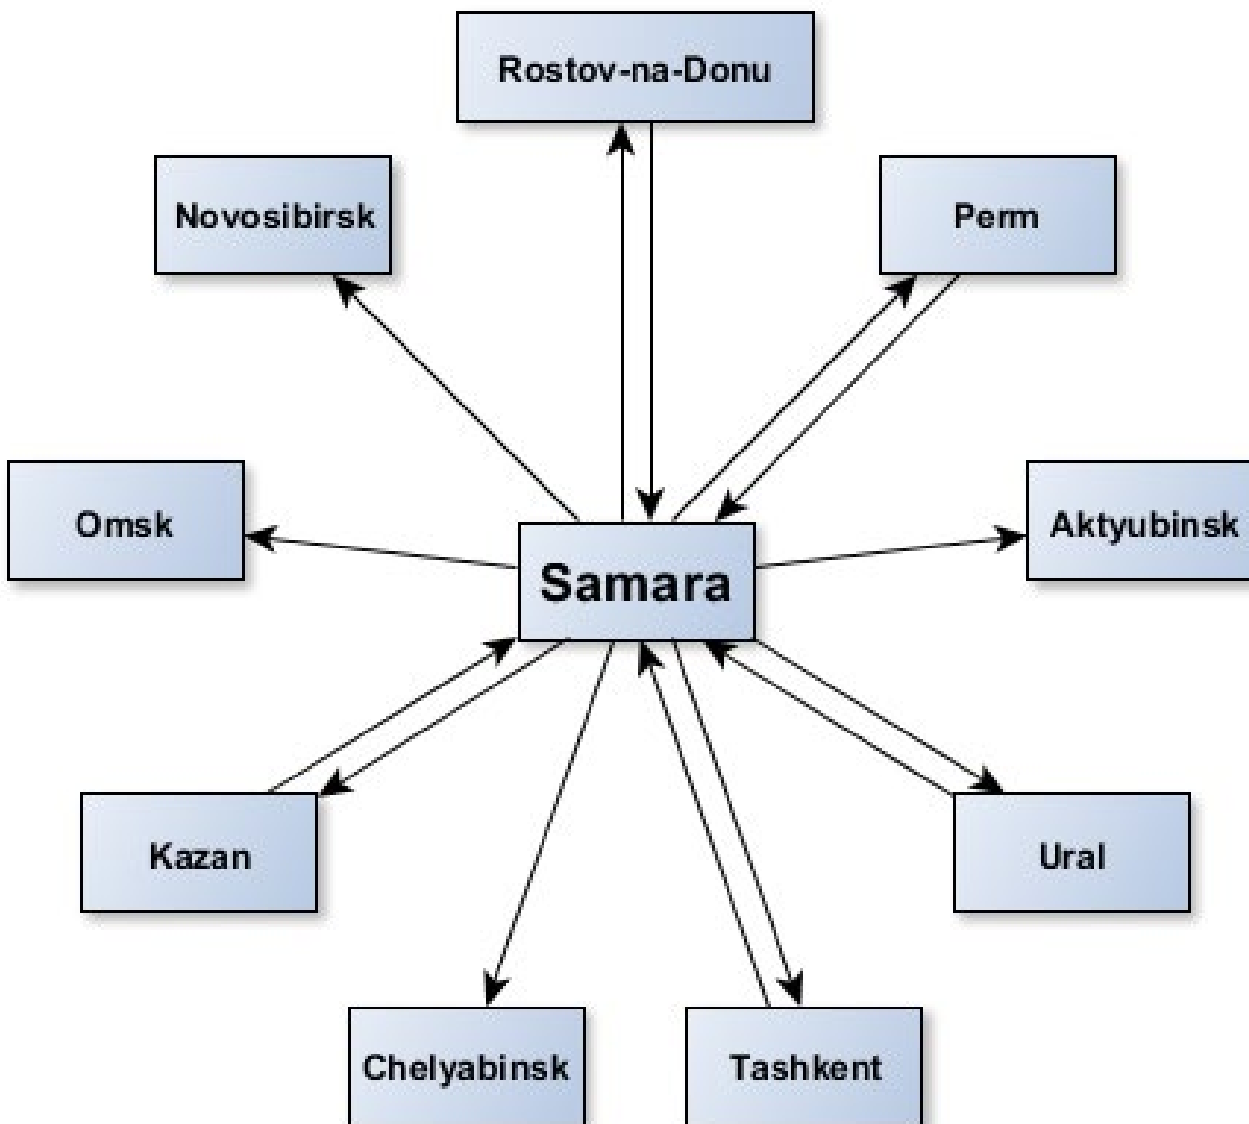 Rostov-na-Donu
Novosibirsk
Perm
Omsk
Aktyubinsk
Samara
Kazan
Ural
Chelyabinsk
Tashkent